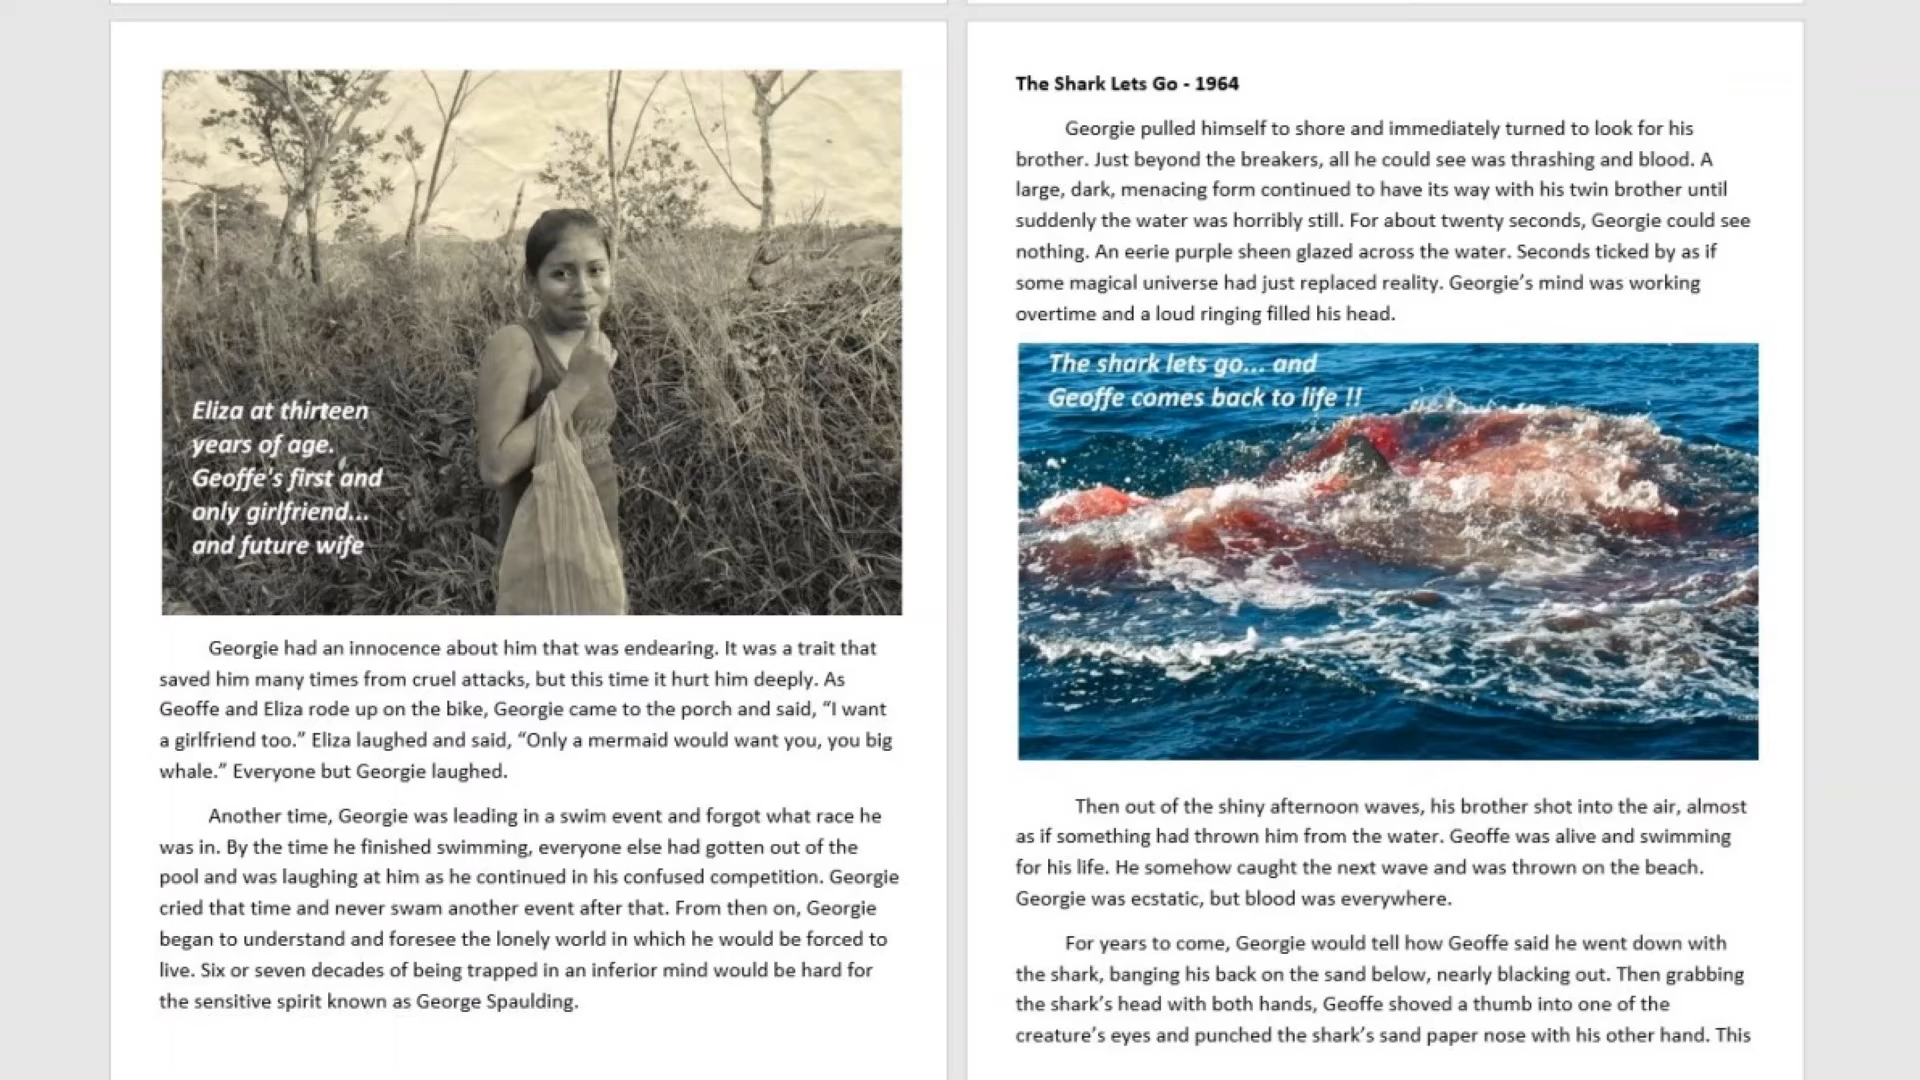 Eliza at thirteen
years of age.
Geoffe's first and
only girlfriend...
and future wife
Georgie had an innocence about him that was endearing. It was a trait that
saved him many times from cruel attacks, but this time it hurt him deeply. As
Geoffe and Eliza rode up on the bike, Georgie came to the porch and said, “I want
a girlfriend too.” Eliza laughed and said, “Only a mermaid would want you, you big
whale.” Everyone but Georgie laughed.
Another time, Georgie was leading in a swim event and forgot what race he
was in. By the time he finished swimming, everyone else had gotten out of the
pool and was laughing at him as he continued in his confused competition. Georgie
cried that time and never swam another event after that. From then on, Georgie
began to understand and foresee the lonely world in which he would be forced to
live. Six or seven decades of being trapped in an inferior mind would be hard for
the sensitive spirit known as George Spaulding.
The Shark Lets Go - 1964
Georgie pulled himself to shore and immediately turned to look for his
brother. Just beyond the breakers, all he could see was thrashing and blood. A
large, dark, menacing form continued to have its way with his twin brother until
suddenly the water was horribly still. For about twenty seconds, Georgie could see
nothing. An eerie purple sheen glazed across the water. Seconds ticked by as if
some magical universe had just replaced reality. Georgie’s mind was working
overtime and a loud ringing filled his head.
The shark lets go... and
Geoffe comes back to life !!
Then out of the shiny afternoon waves, his brother shot into the air, almost
as if something had thrown him from the water. Geoffe was alive and swimming
for his life. He somehow caught the next wave and was thrown on the beach.
Georgie was ecstatic, but blood was everywhere.
For years to come, Georgie would tell how Geoffe said he went down with
the shark, banging his back on the sand below, nearly blacking out. Then grabbing
the shark’s head with both hands, Geoffe shoved a thumb into one of the
creature’s eyes and punched the shark’s sand paper nose with his other hand. This